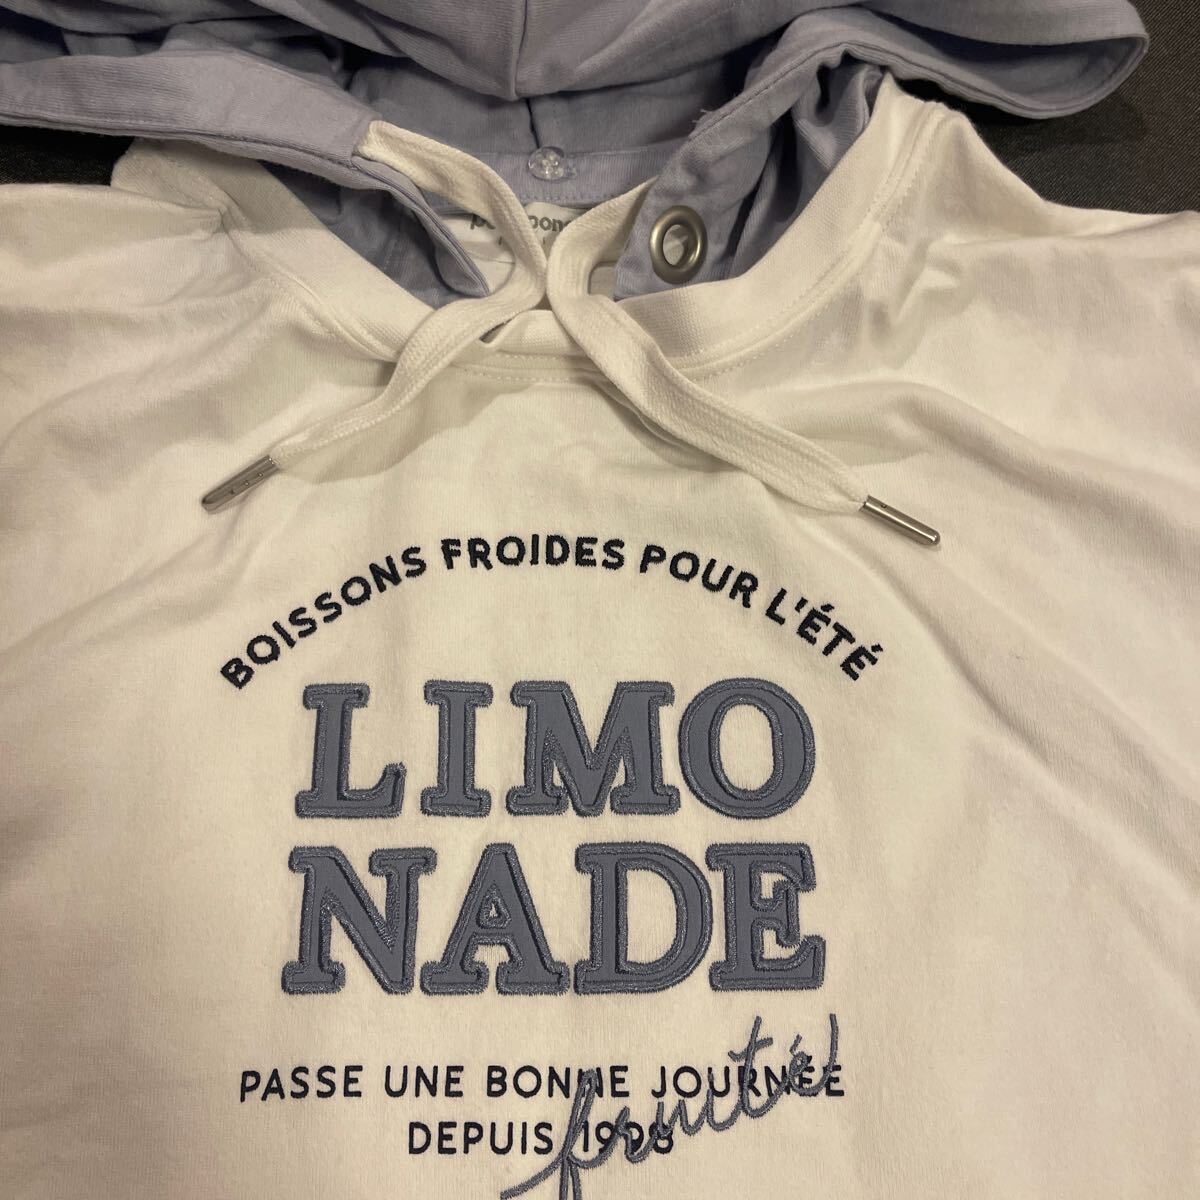 BOISSONS FROIDES POUR L'ÉTÉ
LIMO
NADE
PASSE UNE BONNE JOURNÉE
DEPUIS 1998
fruité